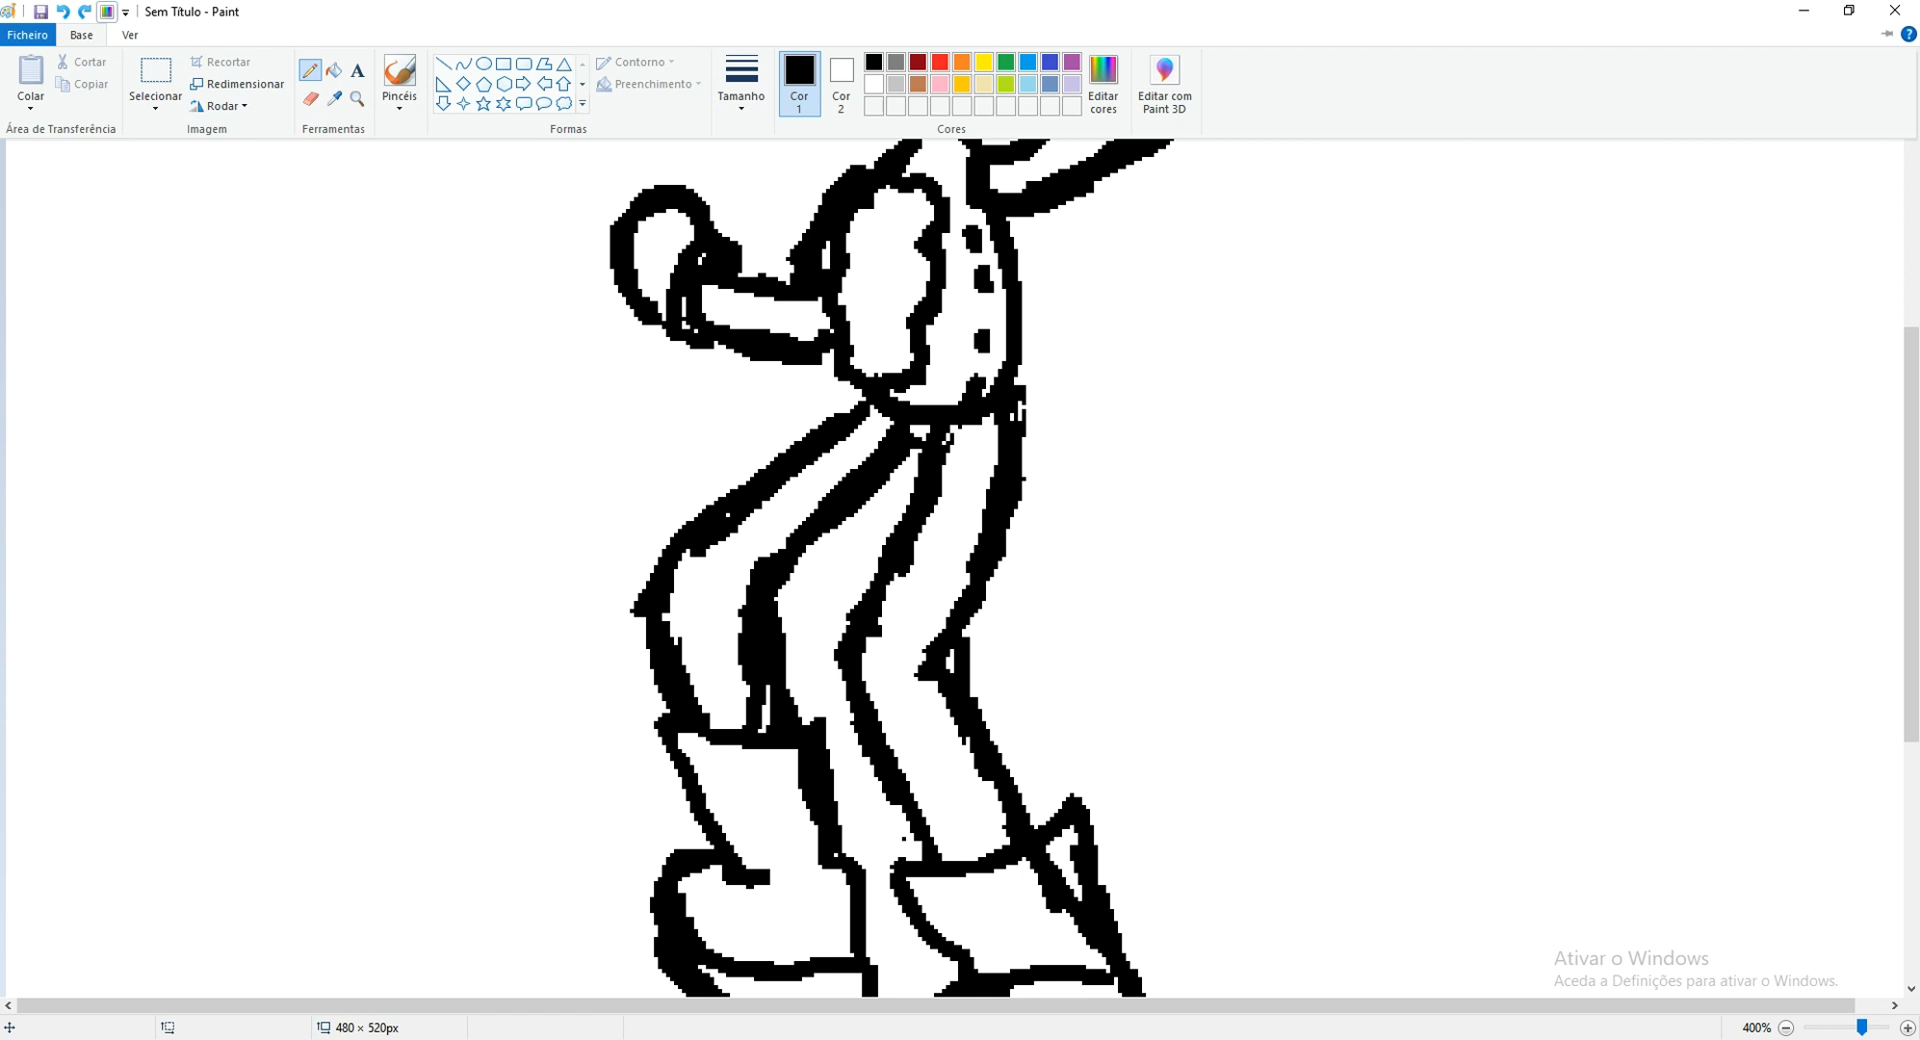 Sem Título - Paint
Ficheiro Base Ver
Colar
Cortar
Copiar
Área de Transferência
Selecionar
Recortar
Redimensionar
Rodar
Imagem
A
Ferramentas
Pincéis
Contorno
Preenchimento
Formas
Tamanho
Cor 1
Cor 2
Editar cores
Cores
Editar com Paint 3D
?
Ativar o Windows
Aceda a Definições para ativar o Windows.
480 × 520px
400%